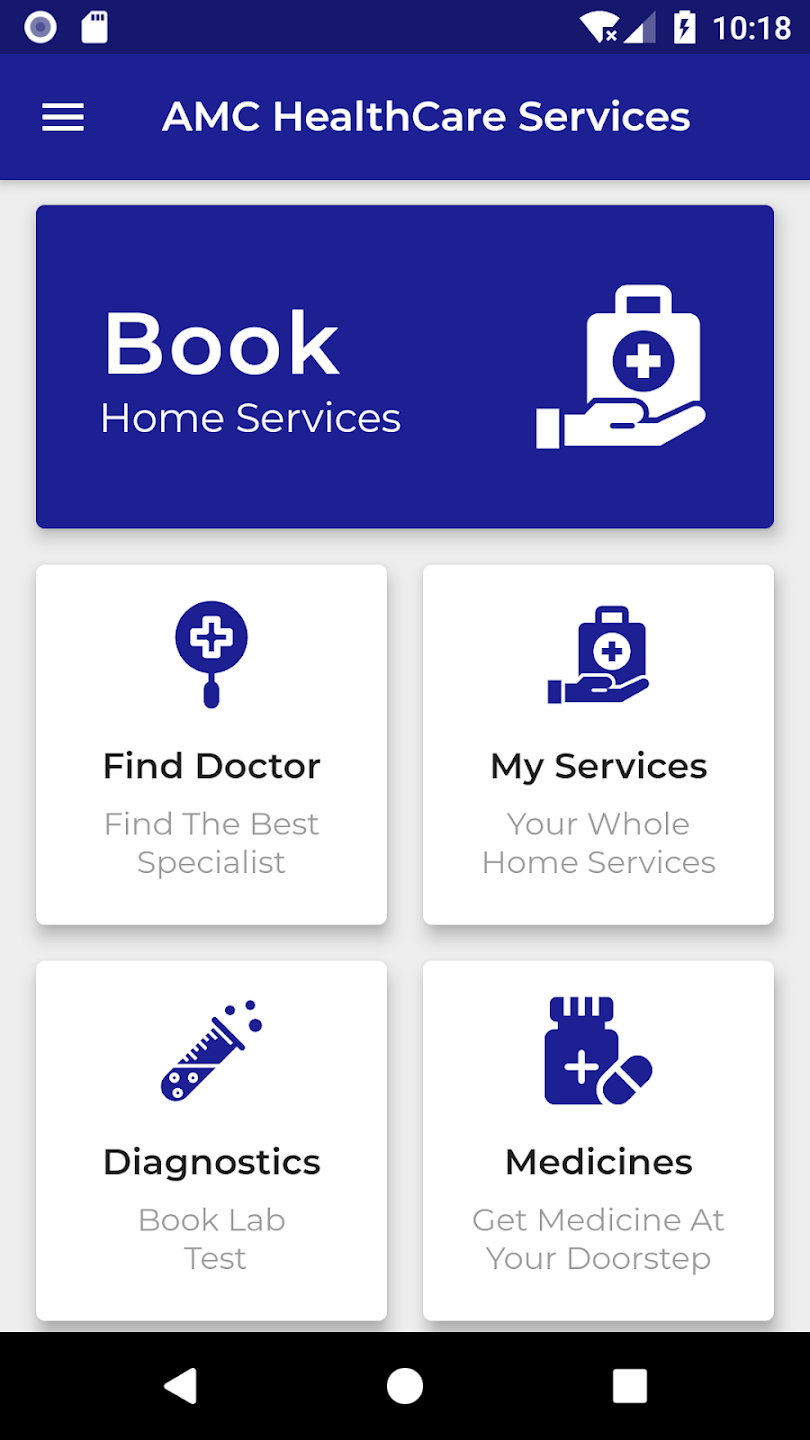 10:18
AMC HealthCare Services
Book
Home Services
Find Doctor
Find The Best
Specialist
My Services
Your Whole
Home Services
Diagnostics
Book Lab
Test
Medicines
Get Medicine At
Your Doorstep